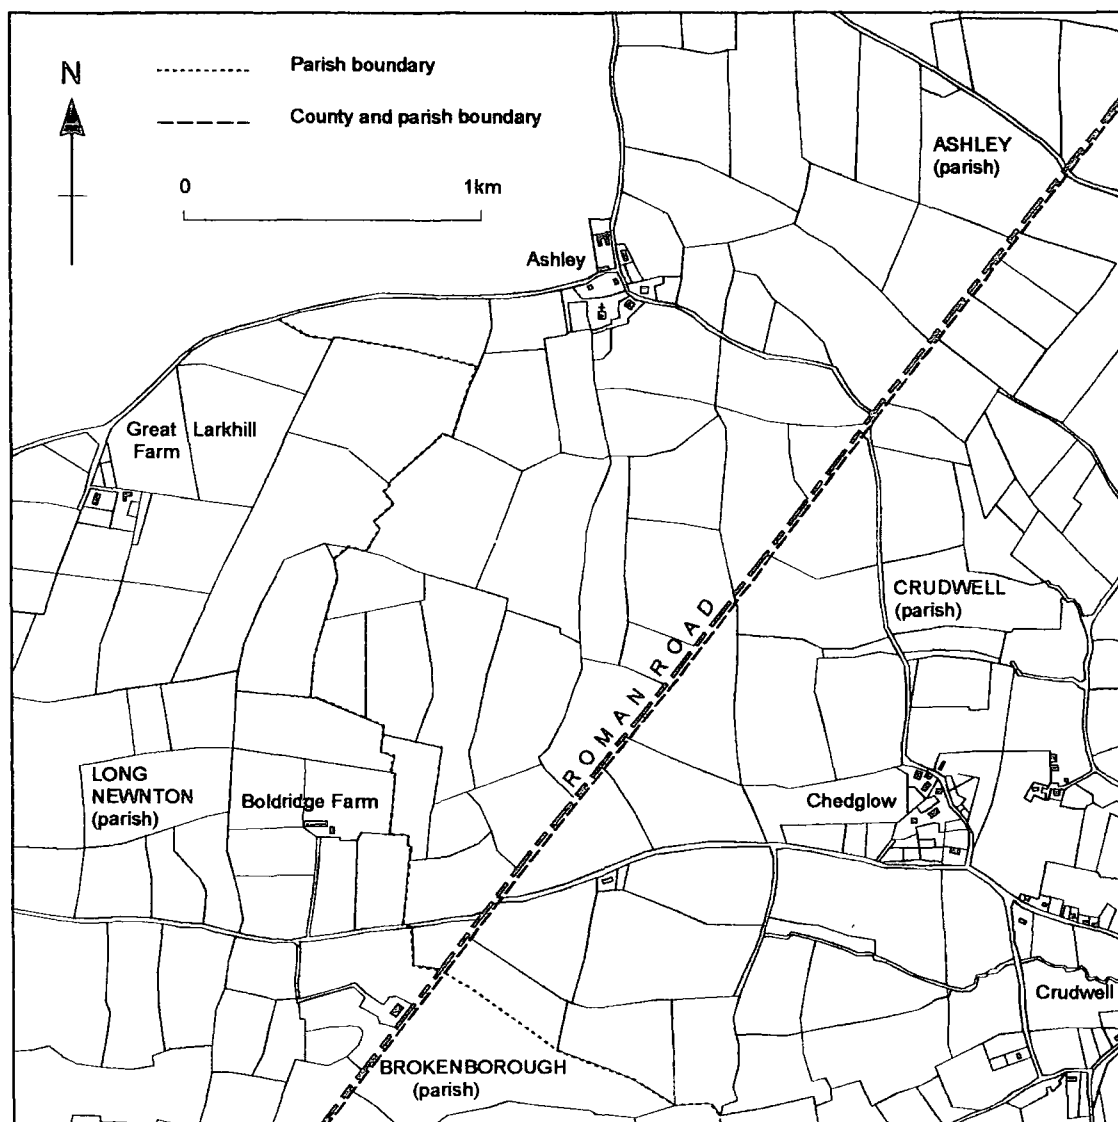 N
Parish boundary
County and parish boundary
0 1km
ASHLEY
(parish)
Ashley
Great Larkhill
Farm
CRUDWELL
(parish)
ROMAN ROAD
LONG
NEWNTON
(parish)
Boldridge Farm
Chedglow
Crudwell
BROKENBOROUGH
(parish)